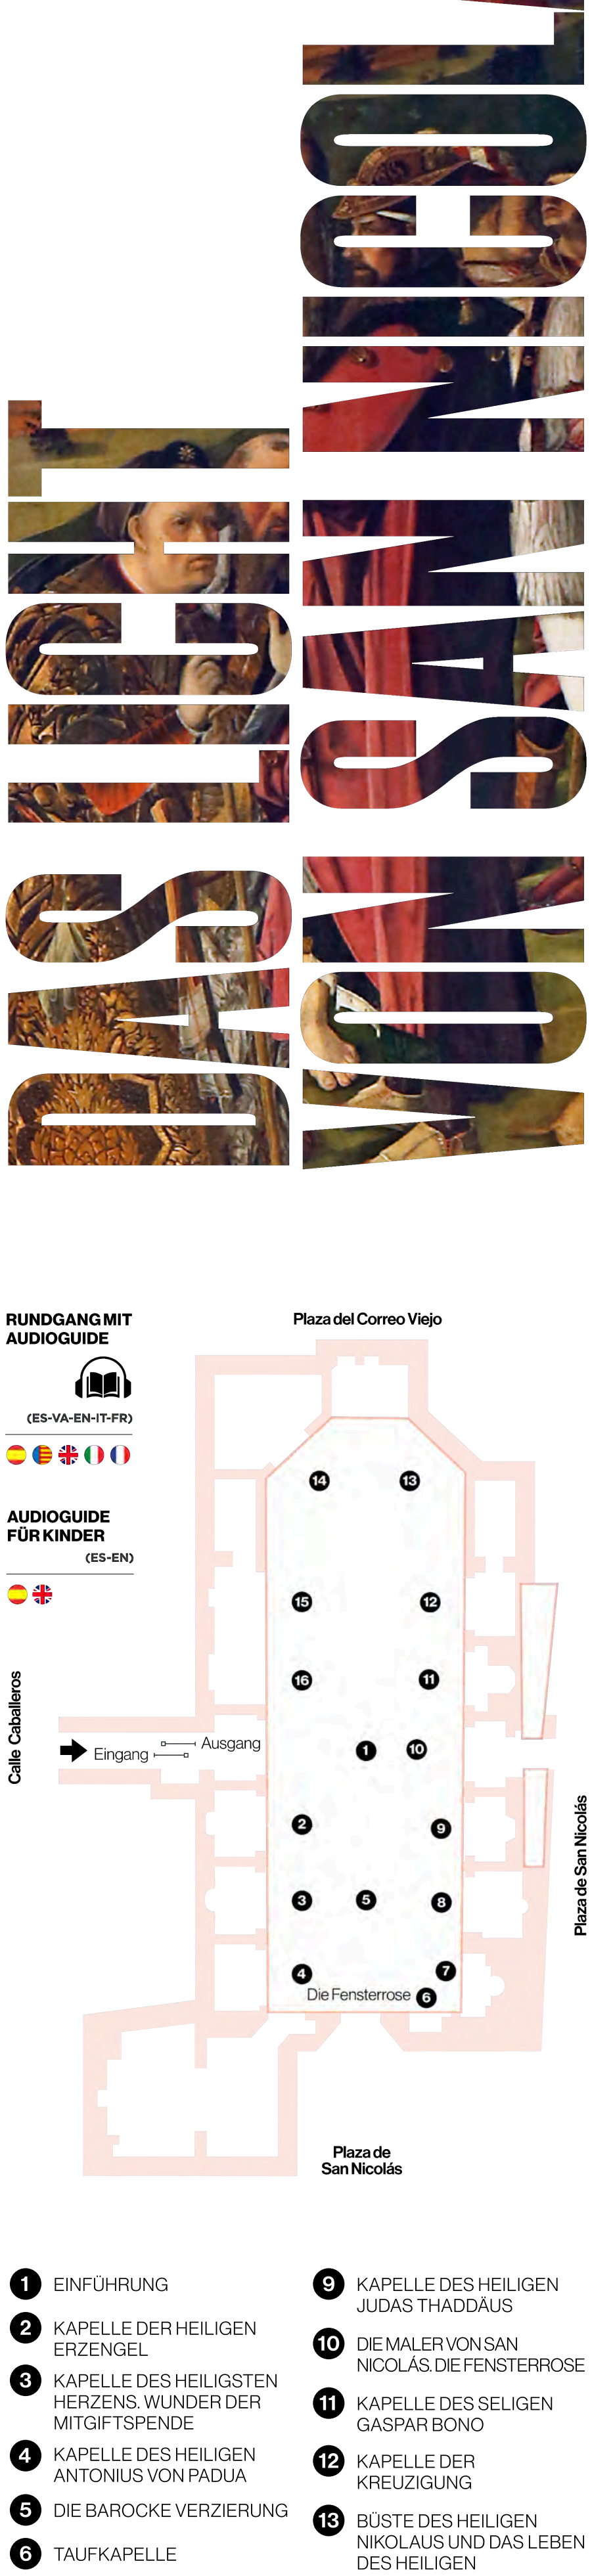 DAS LICHT
VON SAN NICOL
RUNDGANG MIT
AUDIOGUIDE
(ES-VA-EN-IT-FR)
AUDIOGUIDE
FÜR KINDER
(ES-EN)
Plaza del Correo Viejo
14
13
15
12
16
11
Calle Caballeros
Eingang
Ausgang
1
10
2
9
Plaza de San Nicolás
3
5
8
4
7
Die Fensterrose
6
Plaza de
San Nicolás
1 EINFÜHRUNG
2 KAPELLE DER HEILIGEN
ERZENGEL
3 KAPELLE DES HEILIGSTEN
HERZENS. WUNDER DER
MITGIFTSPENDE
4 KAPELLE DES HEILIGEN
ANTONIUS VON PADUA
5 DIE BAROCKE VERZIERUNG
6 TAUFKAPELLE
9 KAPELLE DES HEILIGEN
JUDAS THADDÄUS
10 DIE MALER VON SAN
NICOLÁS. DIE FENSTERROSE
11 KAPELLE DES SELIGEN
GASPAR BONO
12 KAPELLE DER
KREUZIGUNG
13 BÜSTE DES HEILIGEN
NIKOLAUS UND DAS LEBEN
DES HEILIGEN